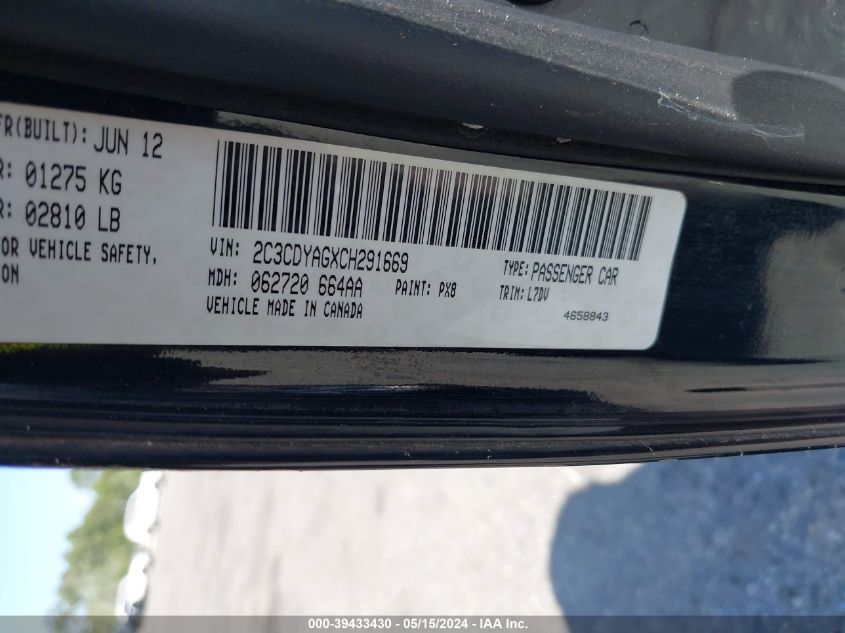 FR(BUILT): JUN 12
R: 01275 KG
R: 02810 LB
OR VEHICLE SAFETY,
ON
VIN: 2C3CDYAGXCH291669
TYPE: PASSENGER CAR
MDH: 062720 664AA
PAINT: PX8
TRIM: L7DV
VEHICLE MADE IN CANADA
4658843
000-39433430 - 05/15/2024 - IAA Inc.